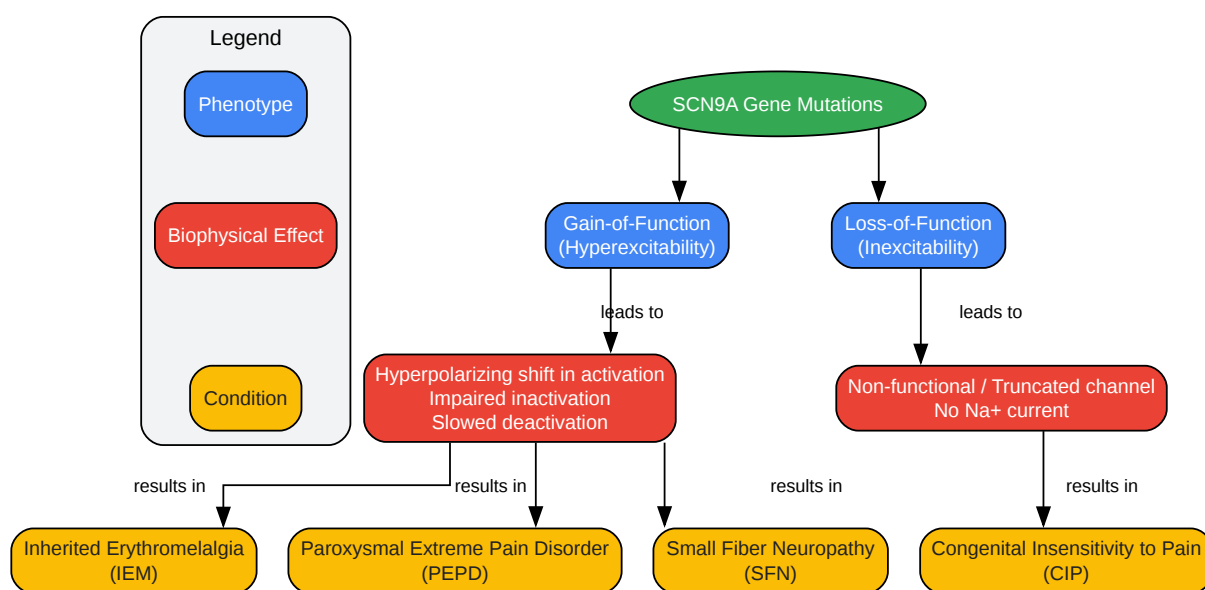 Legend
Phenotype
Biophysical Effect
Condition
SCN9A Gene Mutations
Gain-of-Function
(Hyperexcitability)
Loss-of-Function
(Inexcitability)
leads to
leads to
Hyperpolarizing shift in activation
Impaired inactivation
Slowed deactivation
Non-functional / Truncated channel
No Na+ current
results in
results in
results in
results in
Inherited Erythromelalgia
(IEM)
Paroxysmal Extreme Pain Disorder
(PEPD)
Small Fiber Neuropathy
(SFN)
Congenital Insensitivity to Pain
(CIP)